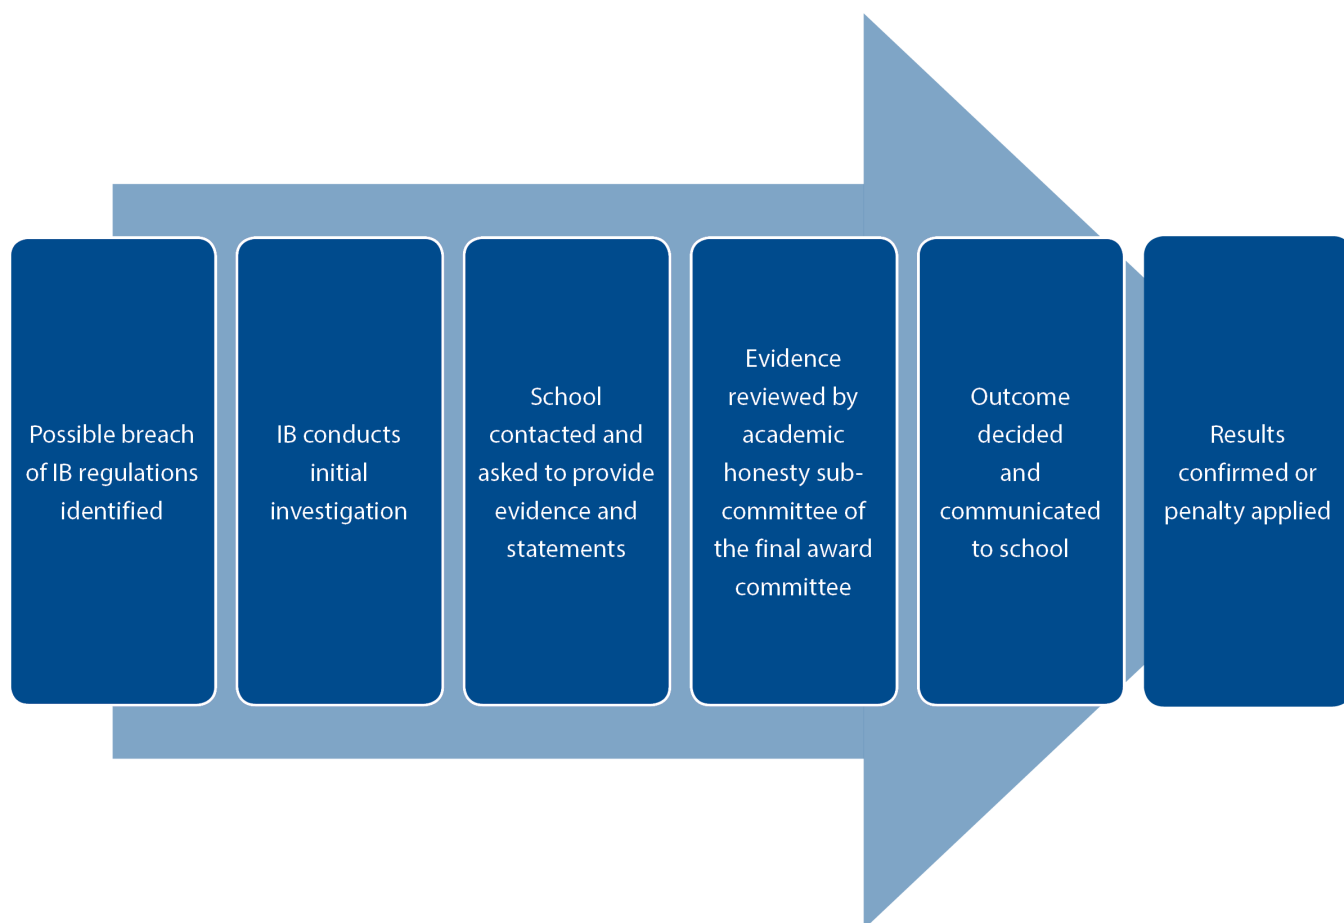 Possible breach
of IB regulations
identified
IB conducts
initial
investigation
School
contacted and
asked to provide
evidence and
statements
Evidence
reviewed by
academic
honesty sub-
committee of
the final award
committee
Outcome
decided
and
communicated
to school
Results
confirmed or
penalty applied